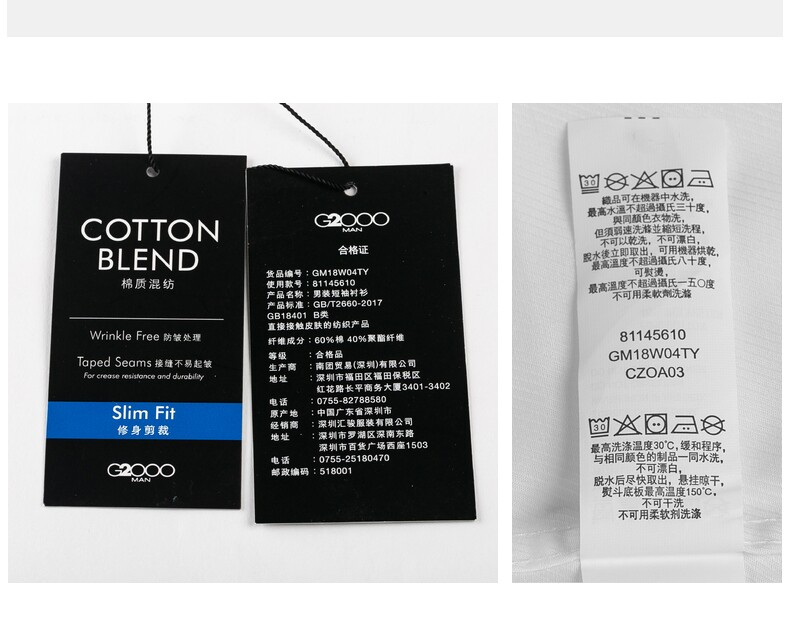 COTTON
BLEND
棉质混纺
Wrinkle Free 防皱处理
Taped Seams 接缝不易起皱
For crease resistance and durability
Slim Fit
修身剪裁
G2000
MAN
G2000
MAN
合格证
货品编号：GM18W04TY
使用款号：81145610
产品名称：男装短袖衬衫
产品标准：GB/T2660-2017
GB18401 B类
直接接触皮肤的纺织产品
纤维成分：60%棉 40%聚酯纤维
等级：合格品
生产商：南团贸易(深圳)有限公司
地址：深圳市福田区福田保税区
红花路长平商务大厦3401-3402
电话：0755-82788580
原产地：中国广东省深圳市
经销商：深圳汇骏服装有限公司
地址：深圳市罗湖区深南东路
深圳市百货广场西座1503
电话：0755-25180470
邮政编码：518001
30
織品可在機器中水洗，
最高水溫不超過攝氏三十度，
與同顏色衣物洗，
但須弱速洗滌並縮短洗程，
不可以乾洗，不可漂白，
脫水後立即取出，可用機器烘乾，
最高溫度不超過攝氏八十度，
可熨燙，
最高溫度不超過攝氏一五〇度
不可用柔軟劑洗滌
81145610
GM18W04TY
CZOA03
30
最高洗涤温度30℃，缓和程序，
与相同颜色的制品一同水洗，
不可漂白，
脱水后尽快取出，悬挂晾干，
熨斗底板最高温度150℃，
不可干洗
不可用柔软剂洗涤